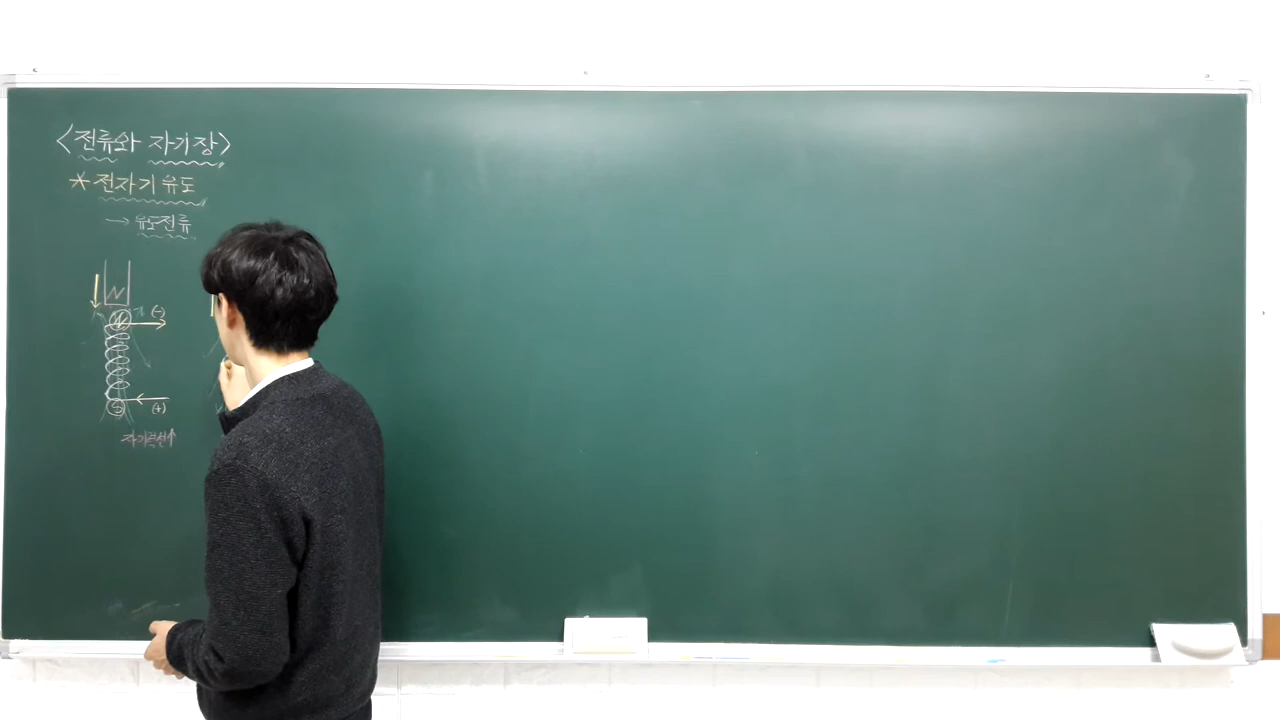 <전류와 자기장>
* 전자기 유도
→ 유도전류
N
N (-)
S (+)
자기력선↑